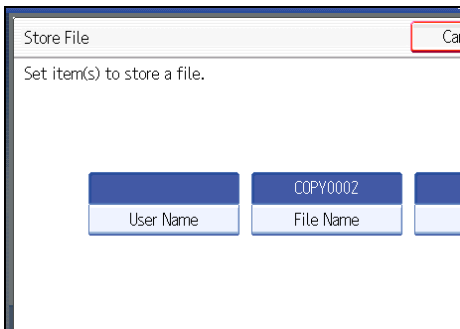 Store File
Set item(s) to store a file.
COPY0002
User Name
File Name